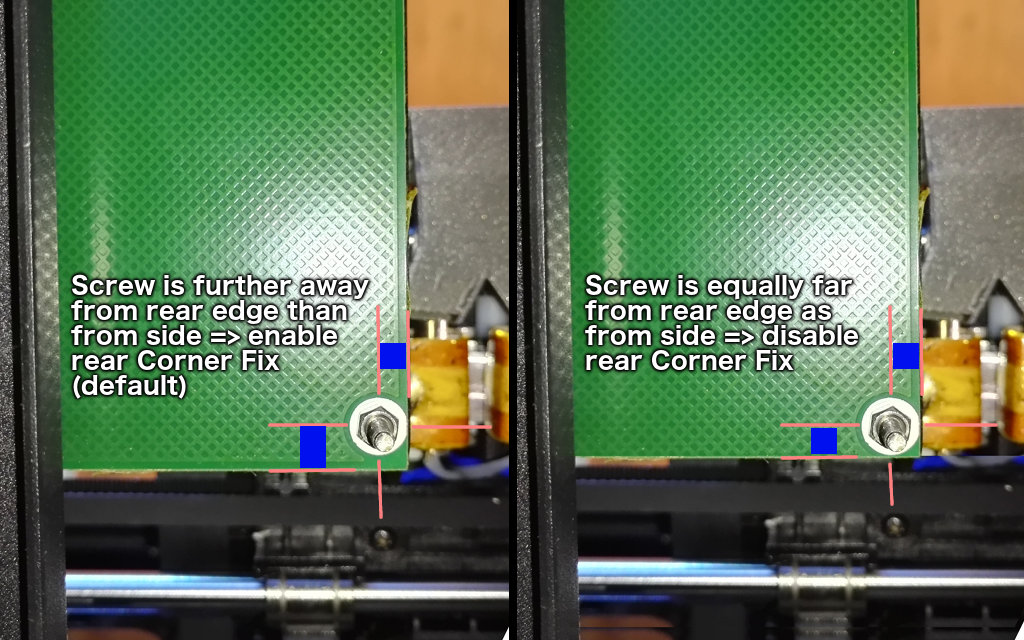 Screw is further away
from rear edge than
from side => enable
rear Corner Fix
(default)
Screw is equally far
from rear edge as
from side => disable
rear Corner Fix